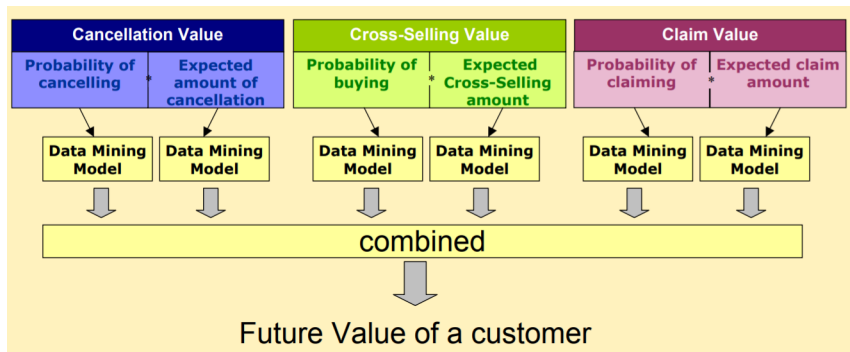 Cancellation Value
Cross-Selling Value
Claim Value
Probability of
cancelling
*
Expected
amount of
cancellation
Probability of
buying
*
Expected
Cross-Selling
amount
Probability of
claiming
*
Expected claim
amount
Data Mining
Model
Data Mining
Model
Data Mining
Model
Data Mining
Model
Data Mining
Model
Data Mining
Model
combined
Future Value of a customer